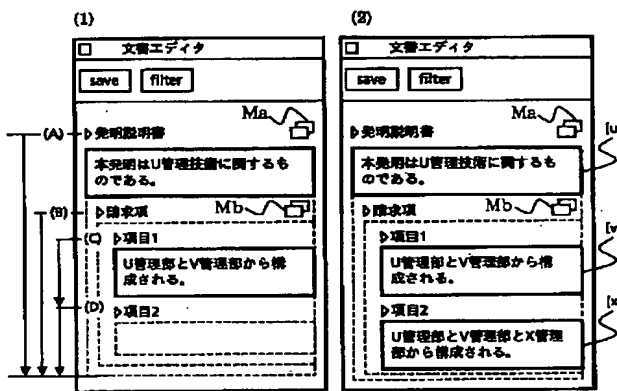 (1)
文書エディタ
save filter
Ma
(A)
▷発明説明書
本発明はU管理技術に関するも
のである。
(B)
▷請求項
Mb
(C)
▷項目1
U管理部とV管理部から構
成される。
(D)
▷項目2
(2)
文書エディタ
save filter
Ma
▷発明説明書
[u
本発明はU管理技術に関するも
のである。
▷請求項
Mb
▷項目1
[v
U管理部とV管理部から構
成される。
▷項目2
[x
U管理部とV管理部とX管理
部から構成される。